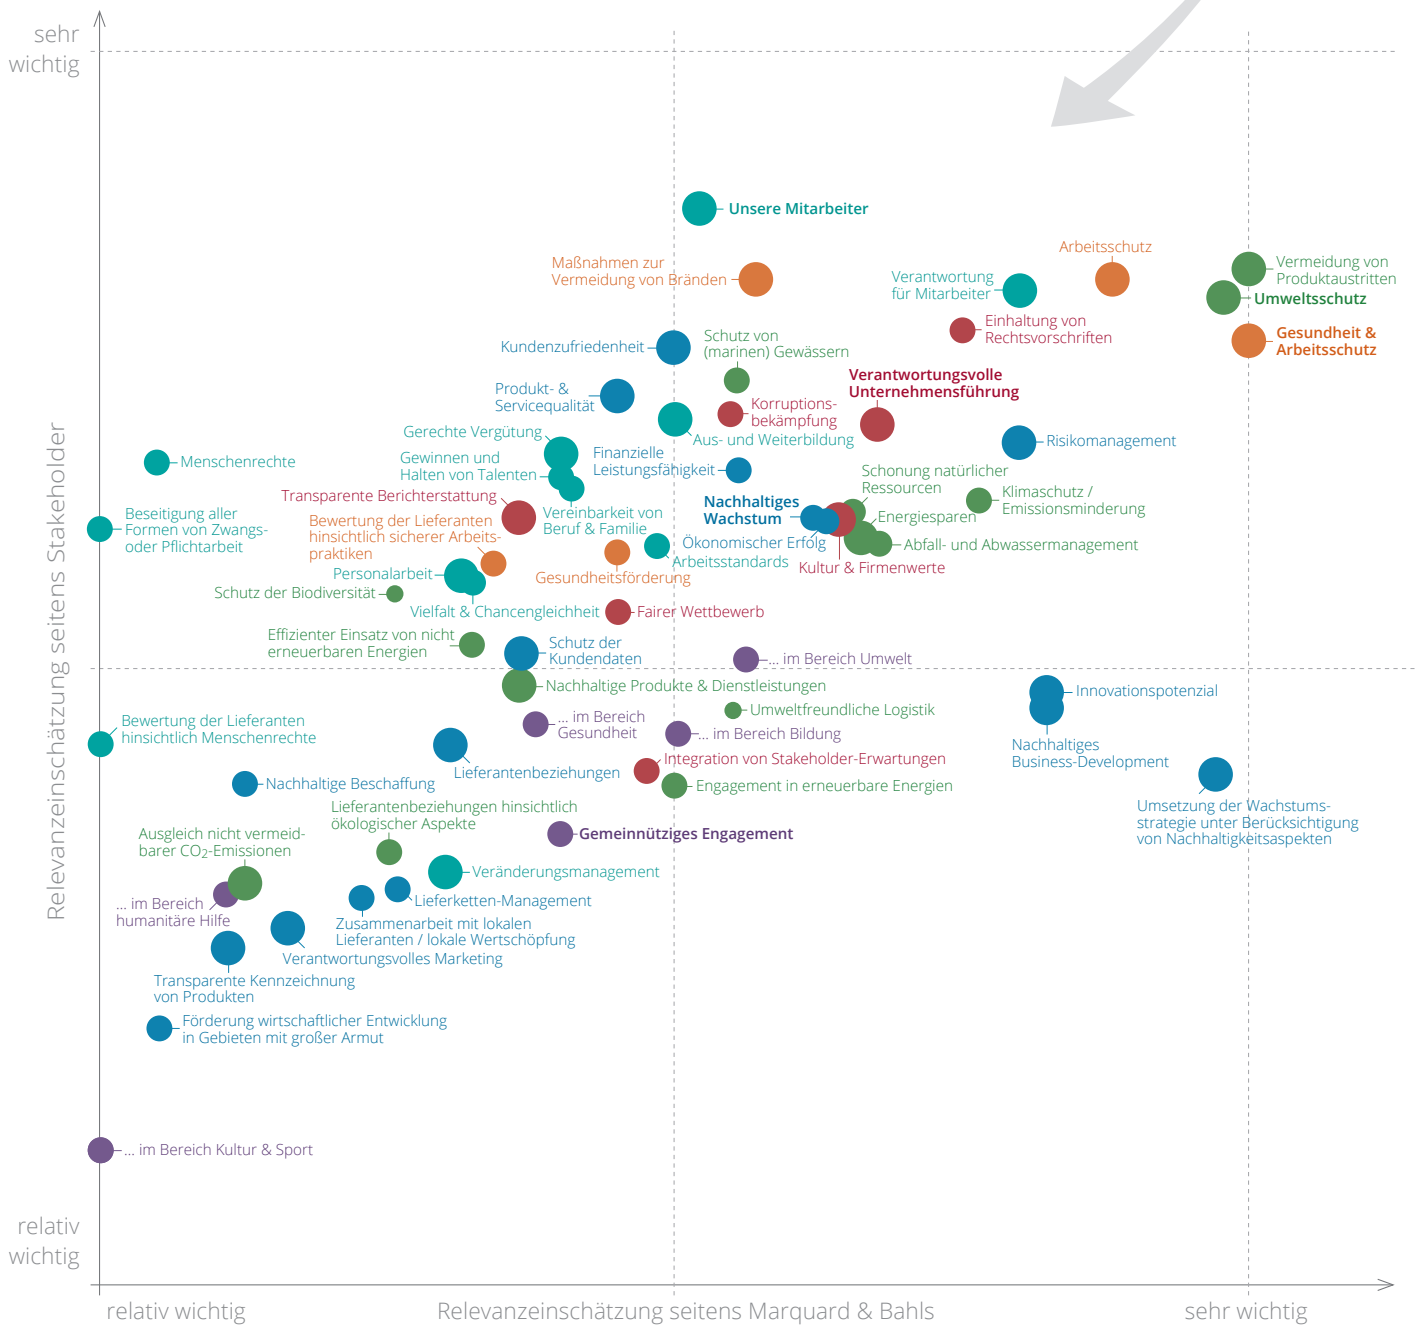 sehr
wichtig
Unsere Mitarbeiter
Arbeitsschutz
Maßnahmen zur
Vermeidung von Bränden
Verantwortung
für Mitarbeiter
Vermeidung von
Produktaustritten
Umweltsschutz
Einhaltung von
Rechtsvorschriften
Gesundheit &
Arbeitsschutz
Kundenzufriedenheit
Schutz von
(marinen) Gewässern
Verantwortungsvolle
Unternehmensführung
Produkt- &
Servicequalität
Korruptions-
bekämpfung
Gerechte Vergütung
Aus- und Weiterbildung
Risikomanagement
Menschenrechte
Gewinnen und
Halten von Talenten
Finanzielle
Leistungsfähigkeit
Schonung natürlicher
Ressourcen
Klimaschutz /
Emissionsminderung
Transparente Berichterstattung
Nachhaltiges
Wachstum
Vereinbarkeit von
Beruf & Familie
Energiesparen
Beseitigung aller
Formen von Zwangs-
oder Pflichtarbeit
Bewertung der Lieferanten
hinsichtlich sicherer Arbeits-
praktiken
Ökonomischer Erfolg
Abfall- und Abwassermanagement
Arbeitsstandards
Kultur & Firmenwerte
Personalarbeit
Gesundheitsförderung
Schutz der Biodiversität
Vielfalt & Chancengleichheit
Fairer Wettbewerb
Effizienter Einsatz von nicht
erneuerbaren Energien
Schutz der
Kundendaten
... im Bereich Umwelt
Nachhaltige Produkte & Dienstleistungen
Innovationspotenzial
Umweltfreundliche Logistik
Bewertung der Lieferanten
hinsichtlich Menschenrechte
... im Bereich
Gesundheit
... im Bereich Bildung
Nachhaltiges
Business-Development
Integration von Stakeholder-Erwartungen
Lieferantenbeziehungen
Nachhaltige Beschaffung
Engagement in erneuerbare Energien
Umsetzung der Wachstums-
strategie unter Berücksichtigung
von Nachhaltigkeitsaspekten
Lieferantenbeziehungen hinsichtlich
ökologischer Aspekte
Ausgleich nicht vermeid-
barer CO2-Emissionen
Gemeinnütziges Engagement
Veränderungsmanagement
... im Bereich
humanitäre Hilfe
Lieferketten-Management
Zusammenarbeit mit lokalen
Lieferanten / lokale Wertschöpfung
Verantwortungsvolles Marketing
Transparente Kennzeichnung
von Produkten
Förderung wirtschaftlicher Entwicklung
in Gebieten mit großer Armut
... im Bereich Kultur & Sport
Relevanzeinschätzung seitens Stakeholder
relativ
wichtig
relativ wichtig
Relevanzeinschätzung seitens Marquard & Bahls
sehr wichtig